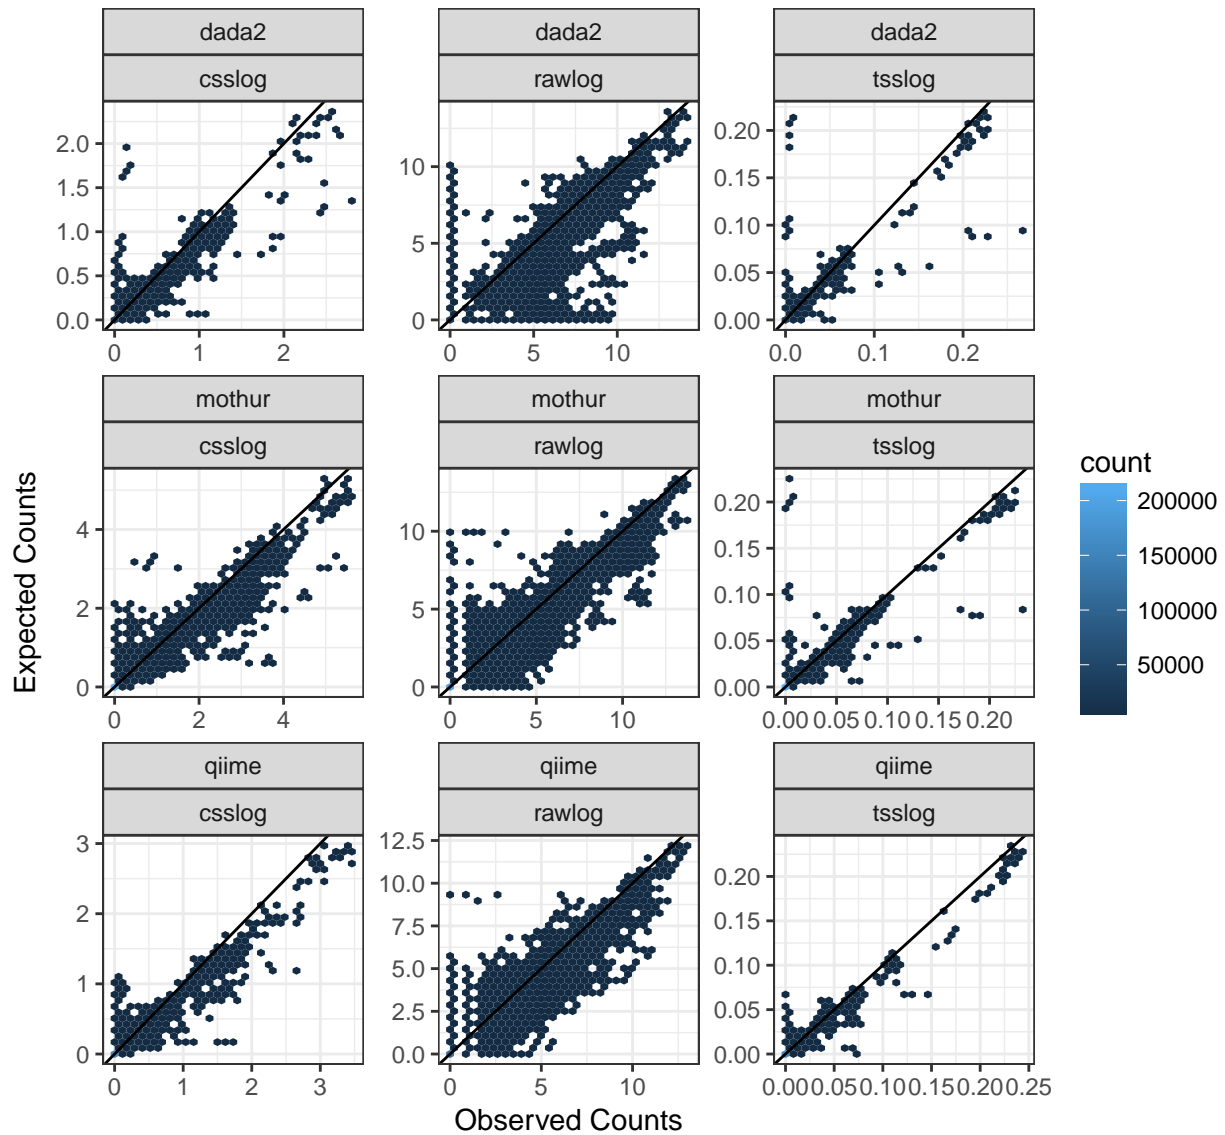 dada2 dada2 dada2
csslog rawlog tsslog
2.0 10 0.20
1.5 0.15
1.0 5 0.10
0.5 0.05
0.0 0 0.00
0 1 2 0 5 10 0.0 0.1 0.2
mothur mothur mothur
csslog rawlog tsslog
4 10 0.20
0.15
2 5 0.10
0.05
0 0 0.00
0 2 4 0 5 10 0.00 0.05 0.10 0.15 0.20
qiime qiime qiime
csslog rawlog tsslog
3 12.5
10.0 0.20
2 7.5 0.15
5.0 0.10
1 2.5 0.05
0 0.0 0.00
0 1 2 3 0 5 10 0.00 0.05 0.10 0.15 0.20 0.25
Expected Counts
Observed Counts
count
200000
150000
100000
50000